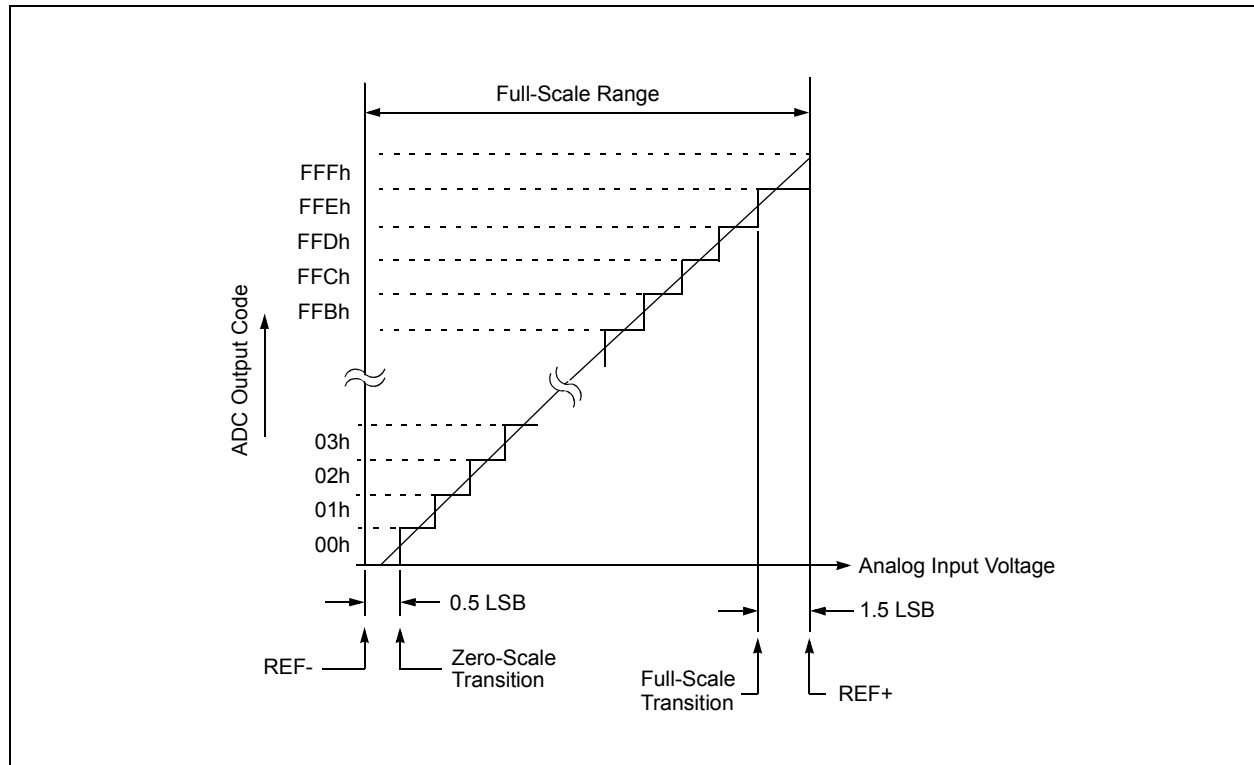 Full-Scale Range
FFFh
FFEh
FFDh
FFCh
FFBh
ADC Output Code
03h
02h
01h
00h
Analog Input Voltage
0.5 LSB
1.5 LSB
REF-
Zero-Scale
Transition
Full-Scale
Transition
REF+